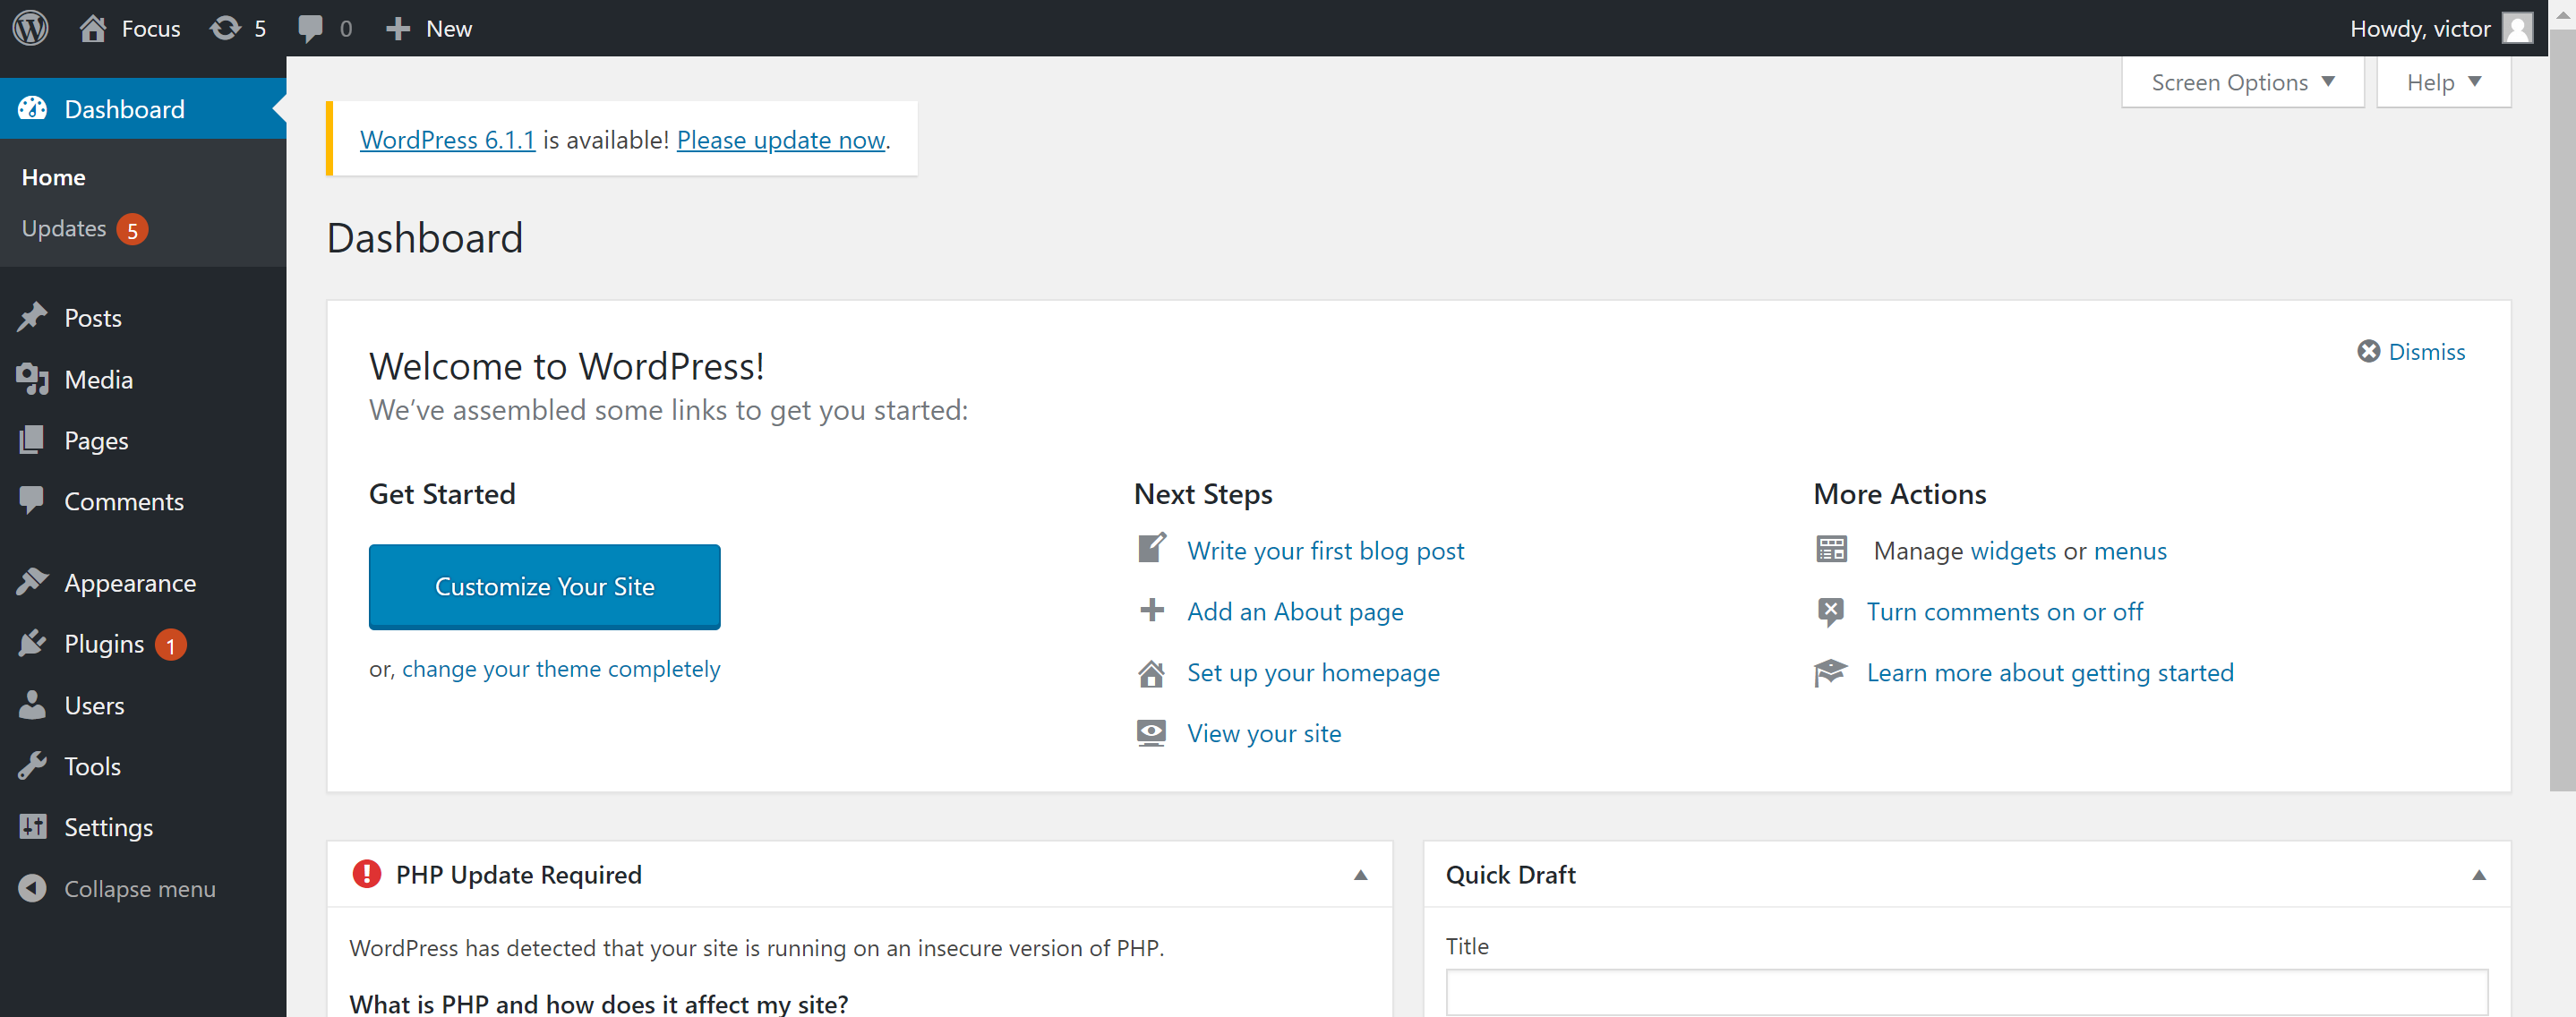 Focus 5 0 New Howdy, victor
Screen Options Help
Dashboard
Home
Updates 5
Posts
Media
Pages
Comments
Appearance
Plugins 1
Users
Tools
Settings
Collapse menu
WordPress 6.1.1 is available! Please update now.
Dashboard
Welcome to WordPress!
We’ve assembled some links to get you started:
Dismiss
Get Started
Customize Your Site
or, change your theme completely
Next Steps
Write your first blog post
Add an About page
Set up your homepage
View your site
More Actions
Manage widgets or menus
Turn comments on or off
Learn more about getting started
PHP Update Required
WordPress has detected that your site is running on an insecure version of PHP.
What is PHP and how does it affect my site?
Quick Draft
Title